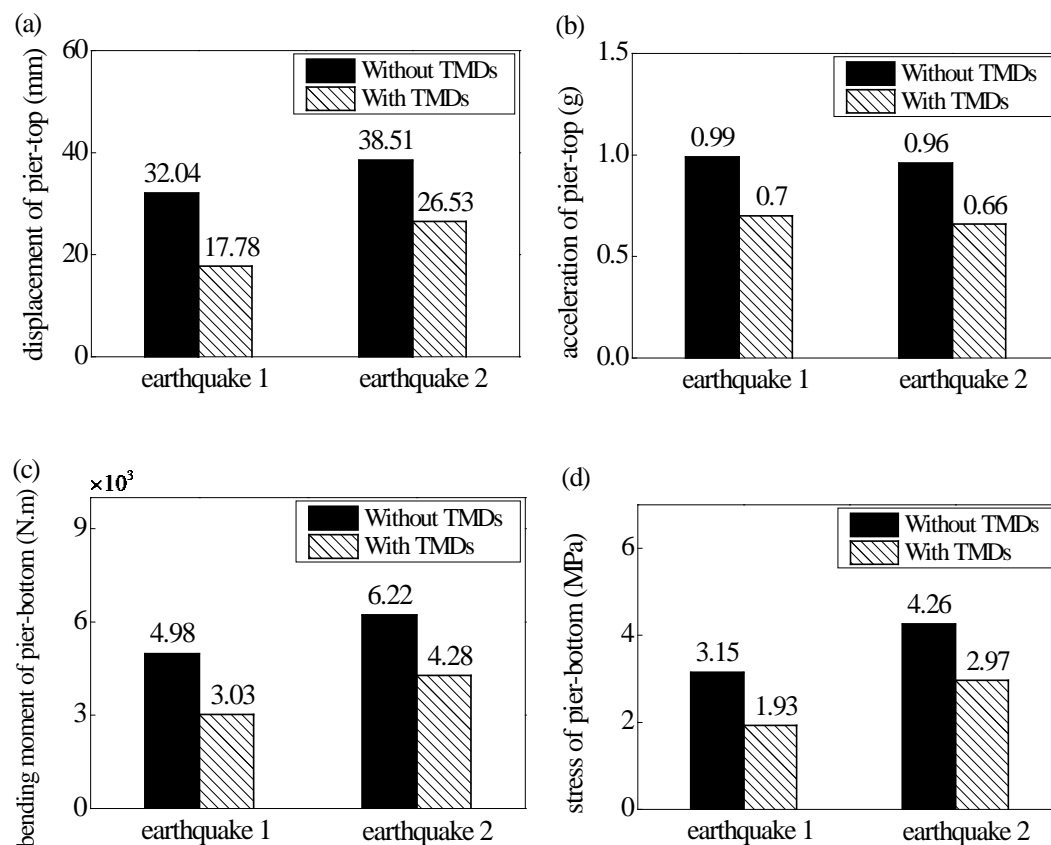 (a)
displacement of pier-top (mm)
60
40
20
0
Without TMDs
With TMDs
32.04
17.78
38.51
26.53
earthquake 1
earthquake 2
(b)
acceleration of pier-top (g)
1.5
1.0
0.5
0.0
Without TMDs
With TMDs
0.99
0.7
0.96
0.66
earthquake 1
earthquake 2
(c)
×10³
bending moment of pier-bottom (N.m)
9
6
3
0
Without TMDs
With TMDs
4.98
3.03
6.22
4.28
earthquake 1
earthquake 2
(d)
stress of pier-bottom (MPa)
6
4
2
0
Without TMDs
With TMDs
3.15
1.93
4.26
2.97
earthquake 1
earthquake 2